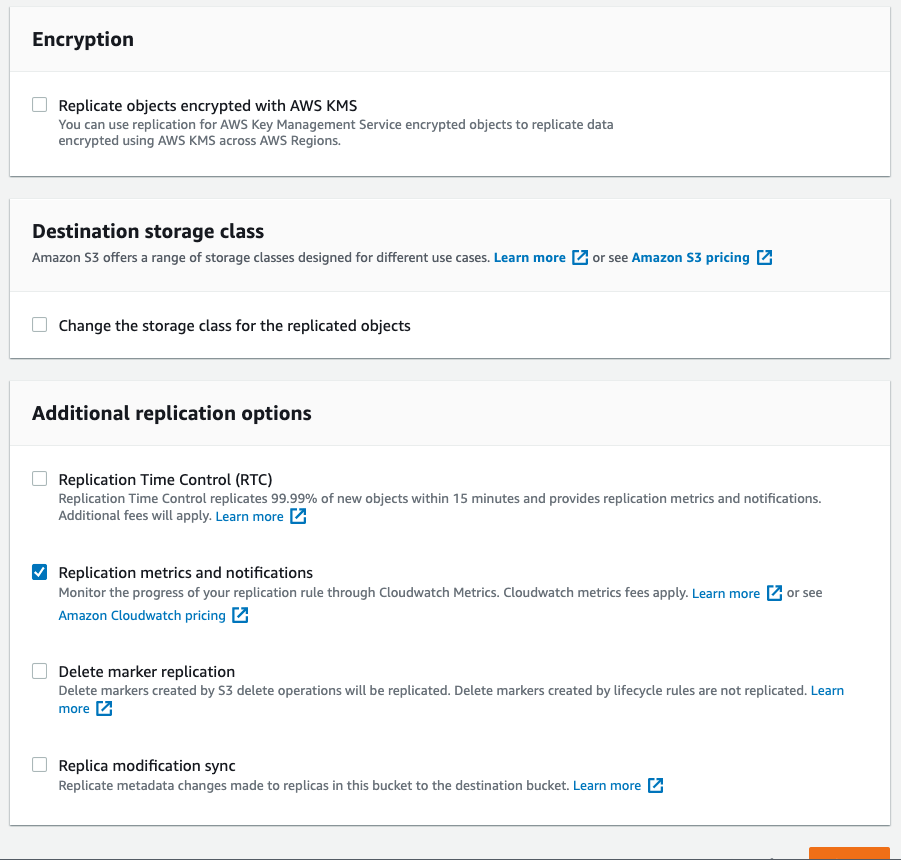 Encryption
Replicate objects encrypted with AWS KMS
You can use replication for AWS Key Management Service encrypted objects to replicate data
encrypted using AWS KMS across AWS Regions.
Destination storage class
Amazon S3 offers a range of storage classes designed for different use cases. Learn more or see Amazon S3 pricing
Change the storage class for the replicated objects
Additional replication options
Replication Time Control (RTC)
Replication Time Control replicates 99.99% of new objects within 15 minutes and provides replication metrics and notifications.
Additional fees will apply. Learn more
Replication metrics and notifications
Monitor the progress of your replication rule through Cloudwatch Metrics. Cloudwatch metrics fees apply. Learn more or see
Amazon Cloudwatch pricing
Delete marker replication
Delete markers created by S3 delete operations will be replicated. Delete markers created by lifecycle rules are not replicated. Learn
more
Replica modification sync
Replicate metadata changes made to replicas in this bucket to the destination bucket. Learn more